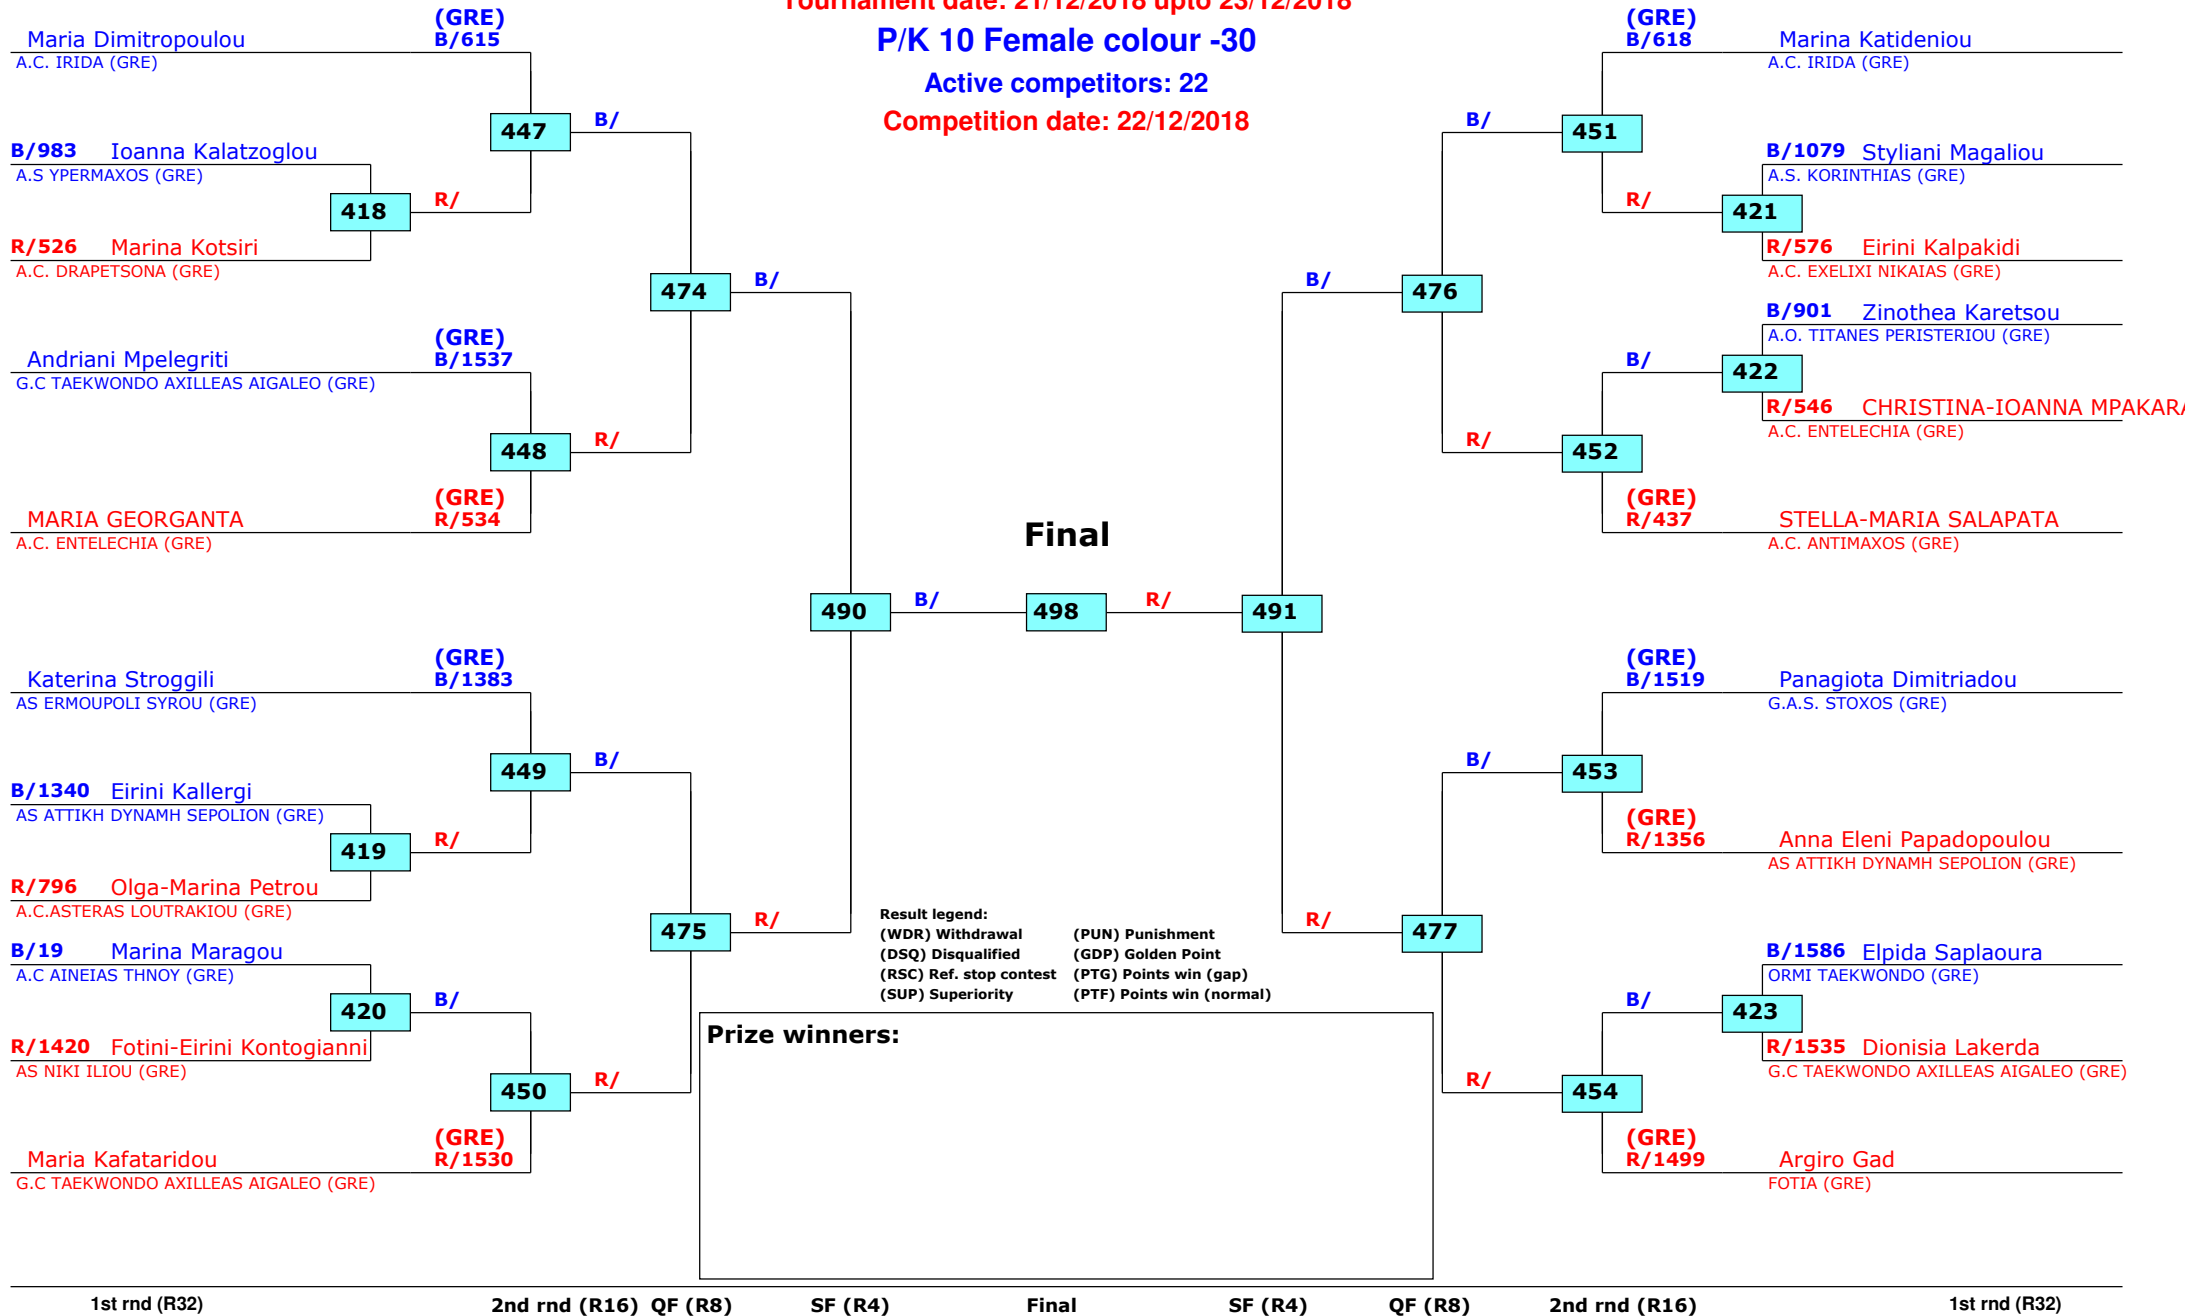 Tournament date: 21/12/2018 upto 23/12/2018
P/K 10 Female colour -30
Active competitors: 22
Competition date: 22/12/2018
(GRE)
Maria Dimitropoulou B/615
A.C. IRIDA (GRE)
447 B/
B/983 Ioanna Kalatzoglou
A.S YPERMAXOS (GRE)
418 R/
R/526 Marina Kotsiri
A.C. DRAPETSONA (GRE)
474 B/
(GRE)
Andriani Mpelegriti B/1537
G.C TAEKWONDO AXILLEAS AIGALEO (GRE)
448 R/
(GRE)
MARIA GEORGANTA R/534
A.C. ENTELECHIA (GRE)
490 B/
(GRE)
Katerina Stroggili B/1383
AS ERMOUPOLI SYROU (GRE)
449 B/
B/1340 Eirini Kallergi
AS ATTIKH DYNAMH SEPOLION (GRE)
419 R/
R/796 Olga-Marina Petrou
A.C.ASTERAS LOUTRAKIOU (GRE)
475 R/
B/19 Marina Maragou
A.C AINEIAS THNOY (GRE)
420 B/
R/1420 Fotini-Eirini Kontogianni
AS NIKI ILIOU (GRE)
450 R/
(GRE)
Maria Kafataridou R/1530
G.C TAEKWONDO AXILLEAS AIGALEO (GRE)
Final
498
(GRE)
B/618 Marina Katideniou
A.C. IRIDA (GRE)
B/ 451
B/1079 Styliani Magaliou
A.S. KORINTHIAS (GRE)
R/ 421
R/576 Eirini Kalpakidi
A.C. EXELIXI NIKAIAS (GRE)
B/ 476
B/901 Zinothea Karetsou
A.O. TITANES PERISTERIOU (GRE)
B/ 422
R/546 CHRISTINA-IOANNA
A.C. ENTELECHIA (GRE)
R/ 452
(GRE)
R/437 STELLA-MARIA SALAPATA
A.C. ANTIMAXOS (GRE)
R/ 491
(GRE)
B/1519 Panagiota Dimitriadou
G.A.S. STOXOS (GRE)
B/ 453
(GRE)
R/1356 Anna Eleni Papadopoulou
AS ATTIKH DYNAMH SEPOLION (GRE)
R/ 477
B/1586 Elpida Saplaoura
ORMI TAEKWONDO (GRE)
B/ 423
R/1535 Dionisia Lakerda
G.C TAEKWONDO AXILLEAS AIGALEO (GRE)
R/ 454
(GRE)
R/1499 Argiro Gad
FOTIA (GRE)
Result legend:
(WDR) Withdrawal (PUN) Punishment
(DSQ) Disqualified (GDP) Golden Point
(RSC) Ref. stop contest (PTG) Points win (gap)
(SUP) Superiority (PTF) Points win (normal)
Prize winners:
1st rnd (R32) 2nd rnd (R16) QF (R8) SF (R4) Final SF (R4) QF (R8) 2nd rnd (R16) 1st rnd (R32)